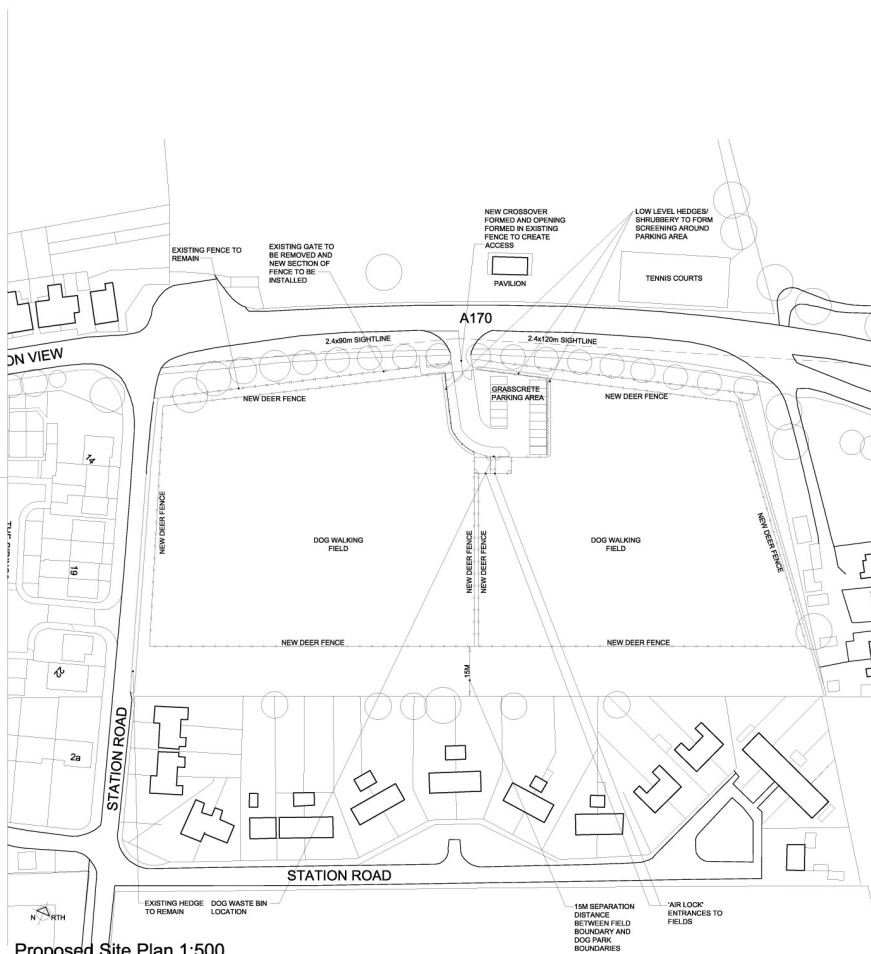 NEW CROSSOVER
FORMED AND OPENING
FORMED IN EXISTING
FENCE TO CREATE
ACCESS
LOW LEVEL HEDGES/
SHRUBBERY TO FORM
SCREENING AROUND
PARKING AREA
EXISTING FENCE TO
REMAIN
EXISTING GATE TO
BE REMOVED AND
NEW SECTION OF
FENCE TO BE
INSTALLED
PAVILION
TENNIS COURTS
A170
2.4x90m SIGHTLINE
2.4x120m SIGHTLINE
ON VIEW
NEW DEER FENCE
GRASSCRETE
PARKING AREA
NEW DEER FENCE
14
NEW DEER FENCE
DOG WALKING
FIELD
NEW DEER FENCE
NEW DEER FENCE
DOG WALKING
FIELD
NEW DEER FENCE
19
NEW DEER FENCE
NEW DEER FENCE
22
15M
2a
STATION ROAD
STATION ROAD
EXISTING HEDGE
TO REMAIN
DOG WASTE BIN
LOCATION
15M SEPARATION
DISTANCE
BETWEEN FIELD
BOUNDARY AND
DOG PARK
BOUNDARIES
'AIR LOCK'
ENTRANCES TO
FIELDS
N RTH
Proposed Site Plan 1:500